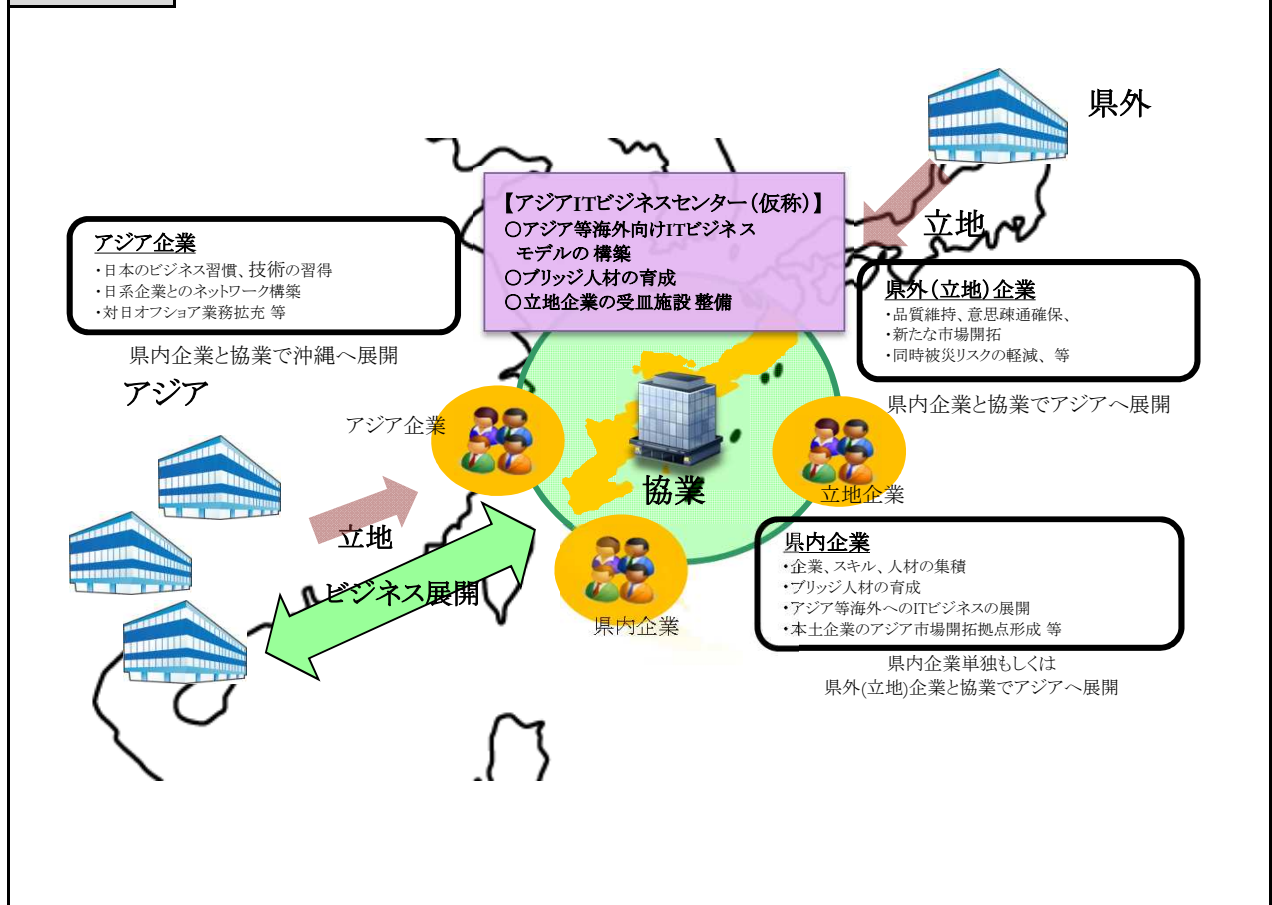 県外
【アジアITビジネスセンター(仮称)】
○アジア等海外向けITビジネス
モデルの 構築
○ブリッジ人材の育成
○立地企業の受皿施設 整備
立地
アジア企業
・日本のビジネス習慣、技術の習得
・日系企業とのネットワーク構築
・対日オフショア業務拡充 等
県内企業と協業で沖縄へ展開
県外(立地)企業
・品質維持、意思疎通確保、
・新たな市場開拓
・同時被災リスクの軽減、 等
県内企業と協業でアジアへ展開
アジア
アジア企業
協業
立地企業
立地
ビジネス展開
県内企業
県内企業
・企業、スキル、人材の集積
・ブリッジ人材の育成
・アジア等海外へのITビジネスの展開
・本土企業のアジア市場開拓拠点形成 等
県内企業単独もしくは
県外(立地)企業と協業でアジアへ展開